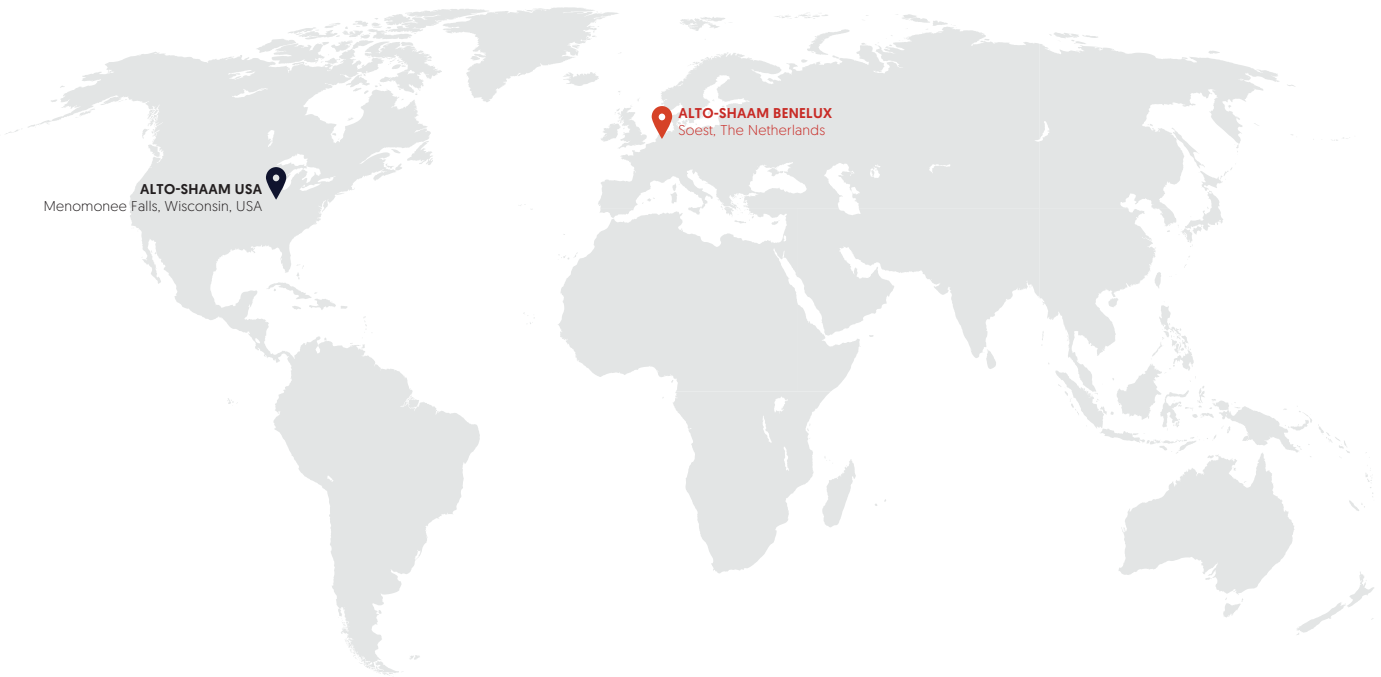 ALTO-SHAAM BENELUX
Soest, The Netherlands
ALTO-SHAAM USA
Menomonee Falls, Wisconsin, USA